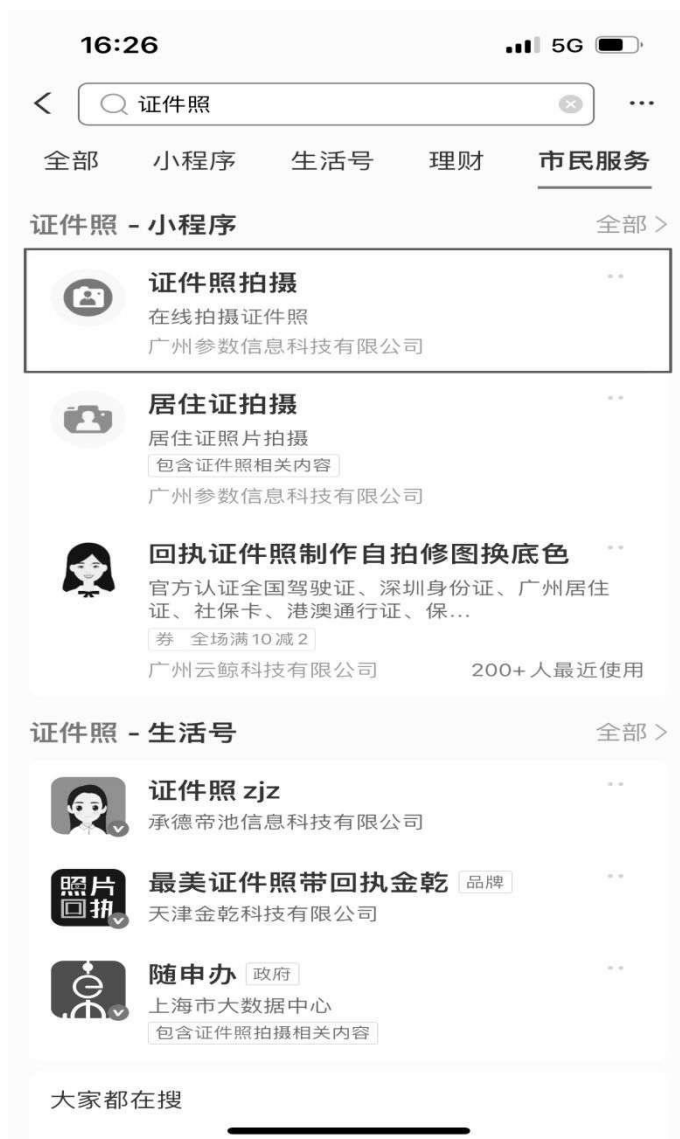 16:26 5G
证件照
全部 小程序 生活号 理财 市民服务
证件照 - 小程序 全部 >
证件照拍摄
在线拍摄证件照
广州参数信息科技有限公司
居住证拍摄
居住证照片拍摄
包含证件照相关内容
广州参数信息科技有限公司
回执证件照制作自拍修图换底色
官方认证全国驾驶证、深圳身份证、广州居住
证、社保卡、港澳通行证、保...
券 全场满10减2
广州云鲸科技有限公司 200+人最近使用
证件照 - 生活号 全部 >
证件照 zjz
承德帝池信息科技有限公司
照片
回执
最美证件照带回执金乾 品牌
天津金乾科技有限公司
随申办 政府
上海市大数据中心
包含证件照拍摄相关内容
大家都在搜